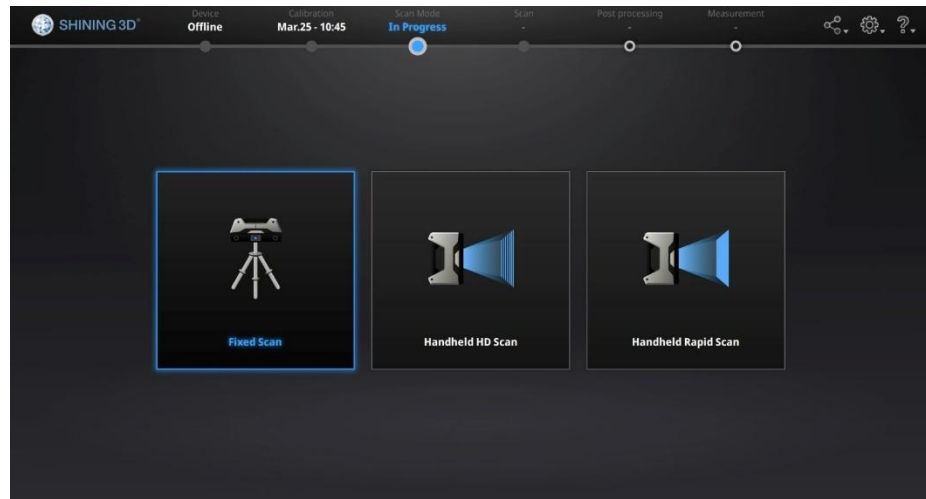 SHINING 3D®
Device
Offline
Calibration
Mar.25 - 10:45
Scan Mode
In Progress
Scan
-
Post processing
-
Measurement
-
?
Fixed Scan
Handheld HD Scan
Handheld Rapid Scan